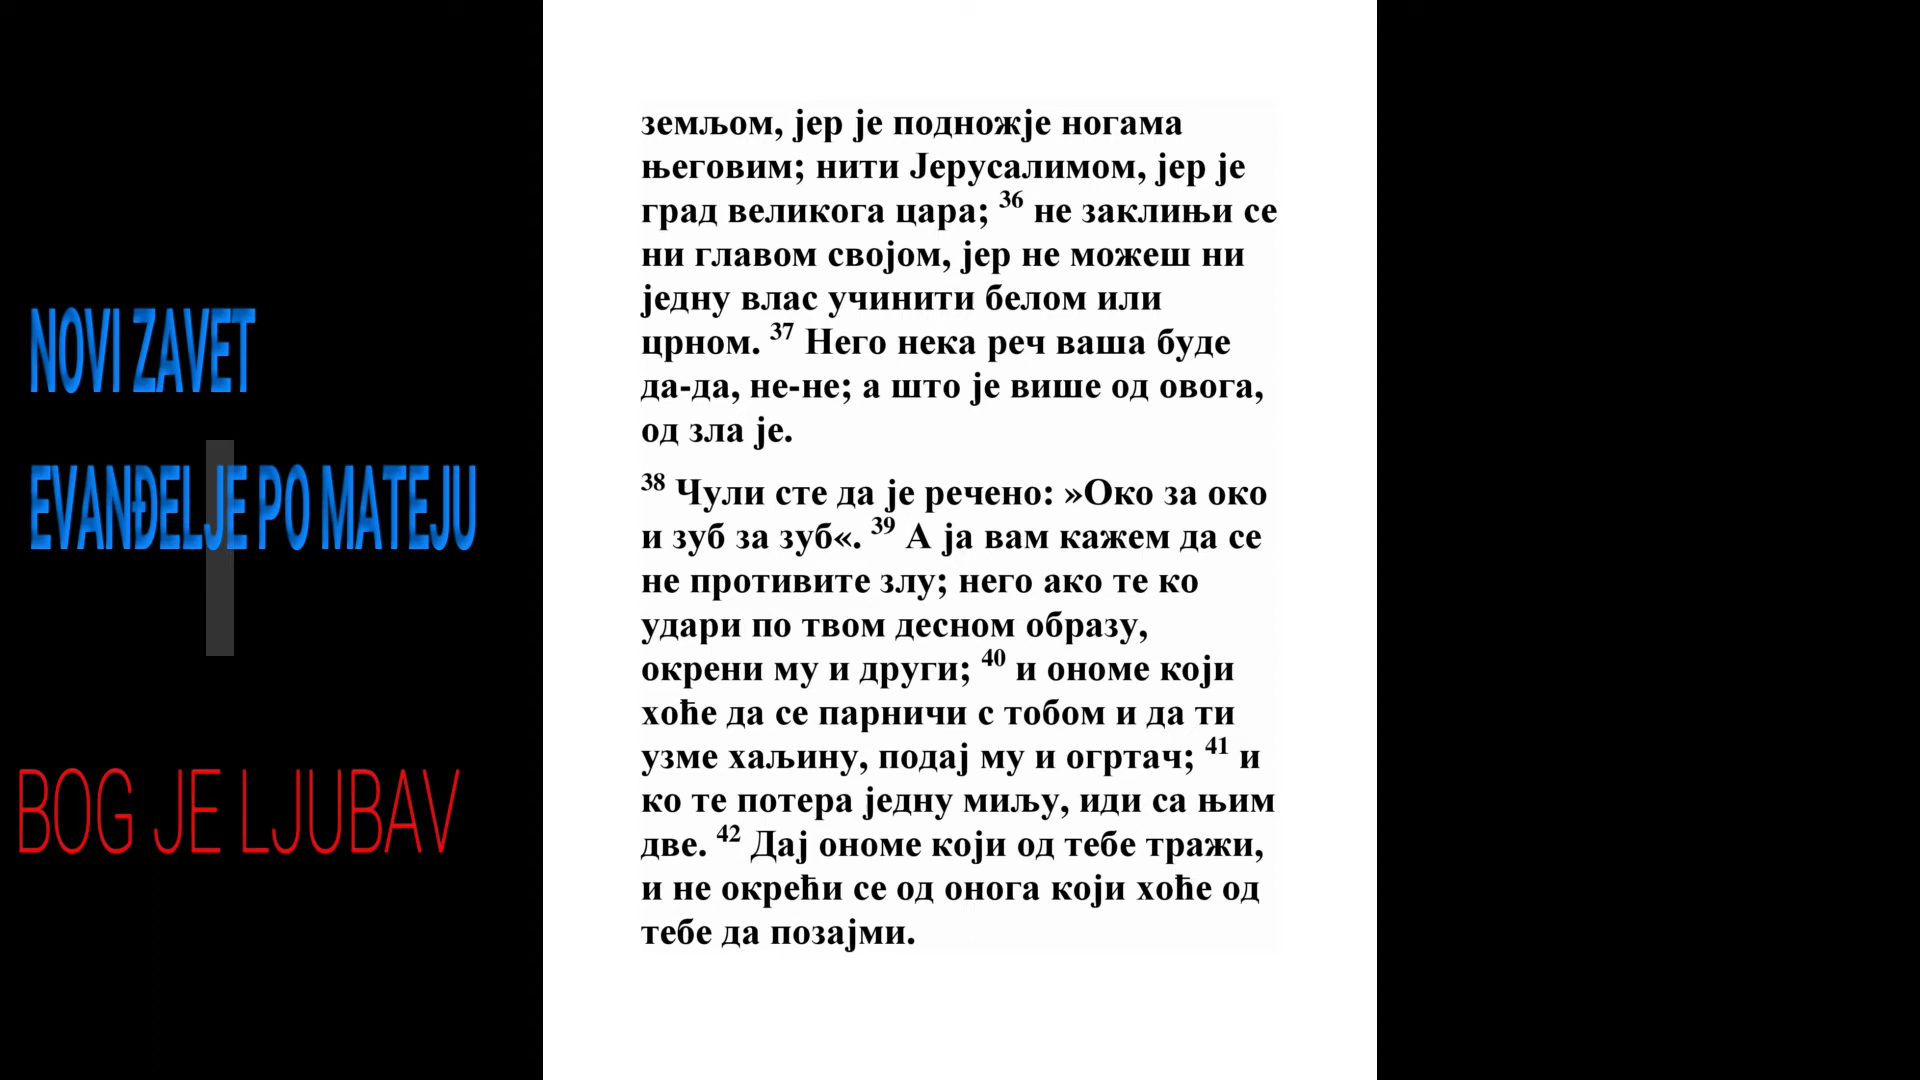 NOVI ZAVET
EVANĐELJE PO MATEJU
BOG JE LJUBAV
земљом, јер је подножје ногама
његовим; нити Јерусалимом, јер је
град великога цара; 36 не заклињи се
ни главом својом, јер не можеш ни
једну влас учинити белом или
црном. 37 Него нека реч ваша буде
да-да, не-не; а што је више од овога,
од зла је.
38 Чули сте да је речено: »Око за око
и зуб за зуб«. 39 А ја вам кажем да се
не противите злу; него ако те ко
удари по твом десном образу,
окрени му и други; 40 и ономе који
хоће да се парничи с тобом и да ти
узме хаљину, подај му и огртач; 41 и
ко те потера једну миљу, иди са њим
две. 42 Дај ономе који од тебе тражи,
и не окрећи се од онога који хоће од
тебе да позајми.